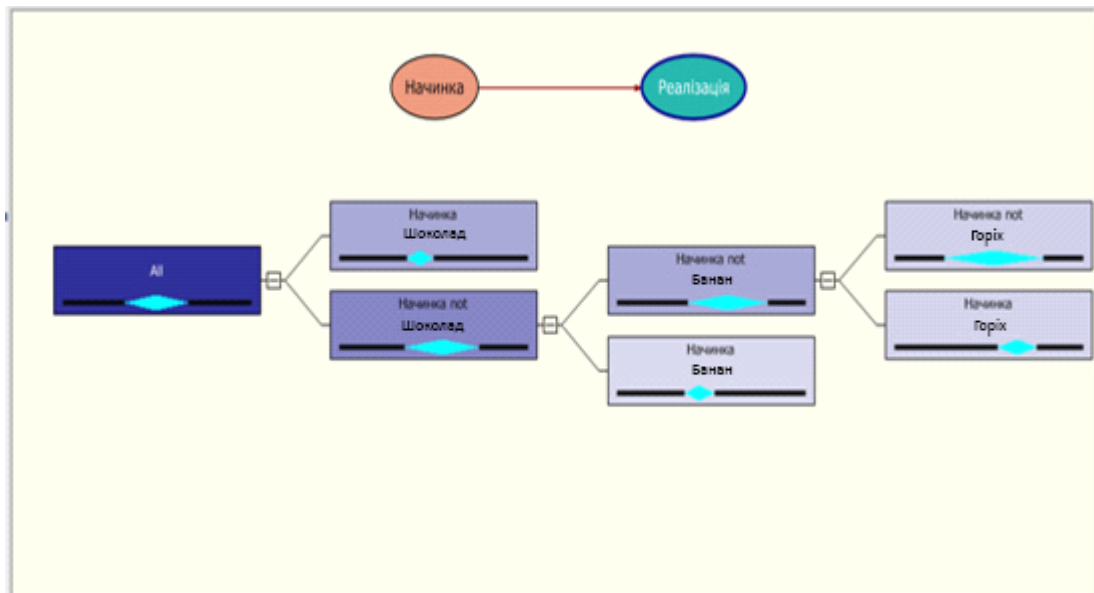 Начинка
Реалізація
All
Начинка
Шоколад
Начинка not
Шоколад
Начинка not
Банан
Начинка
Банан
Начинка not
Горіх
Начинка
Горіх